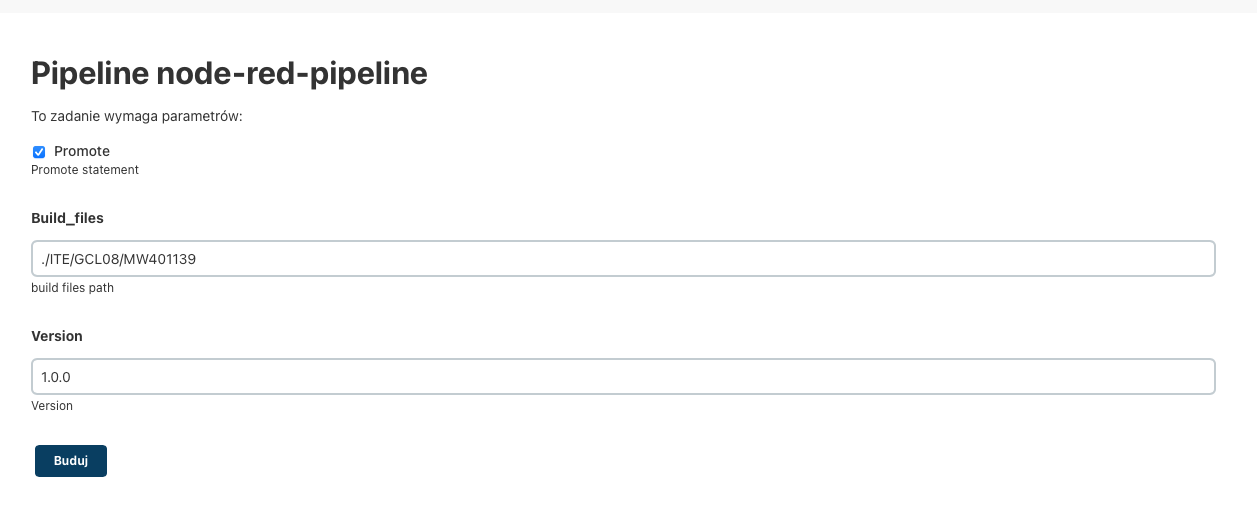 Pipeline node-red-pipeline
To zadanie wymaga parametrów:
Promote
Promote statement
Build_files
./ITE/GCL08/MW401139
build files path
Version
1.0.0
Version
Buduj